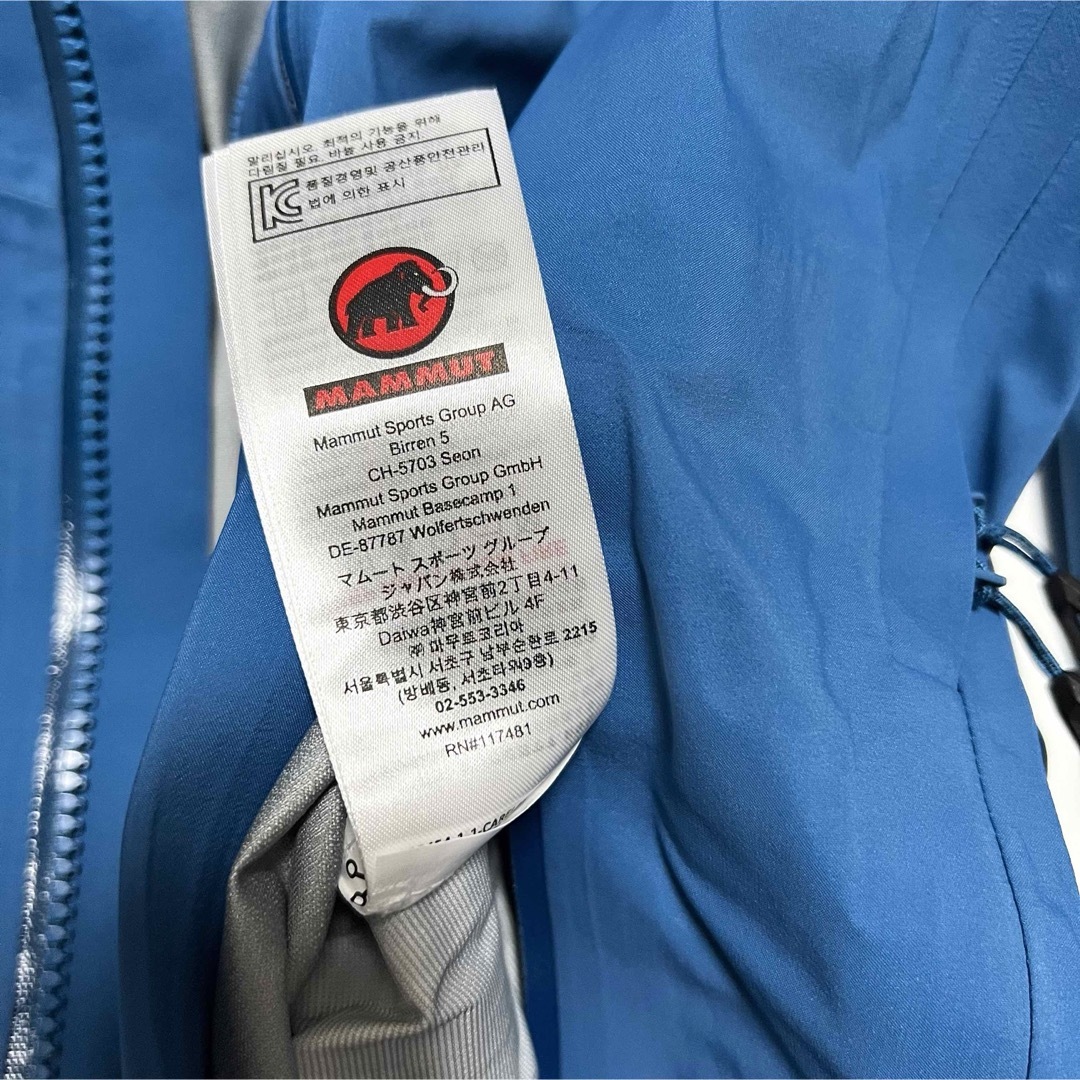 말리십시오. 최적의 기능을 위해
다림질 필요. 바늘 사용 금지.
품질경영및 공산품안전관리
법에 의한 표시
MAMMUT
Mammut Sports Group AG
Birren 5
CH-5703 Seon
Mammut Sports Group GmbH
Mammut Basecamp 1
DE-87787 Wolfertschwenden
マムート スポーツ グループ
ジャパン株式会社
東京都渋谷区神宮前2丁目4-11
Daiwa神宮前ビル 4F
㈜ 마무트코리아
서울특별시 서초구 남부순환로 2215
(방배동, 서초타워9층)
02-553-3346
www.mammut.com
RN#117481